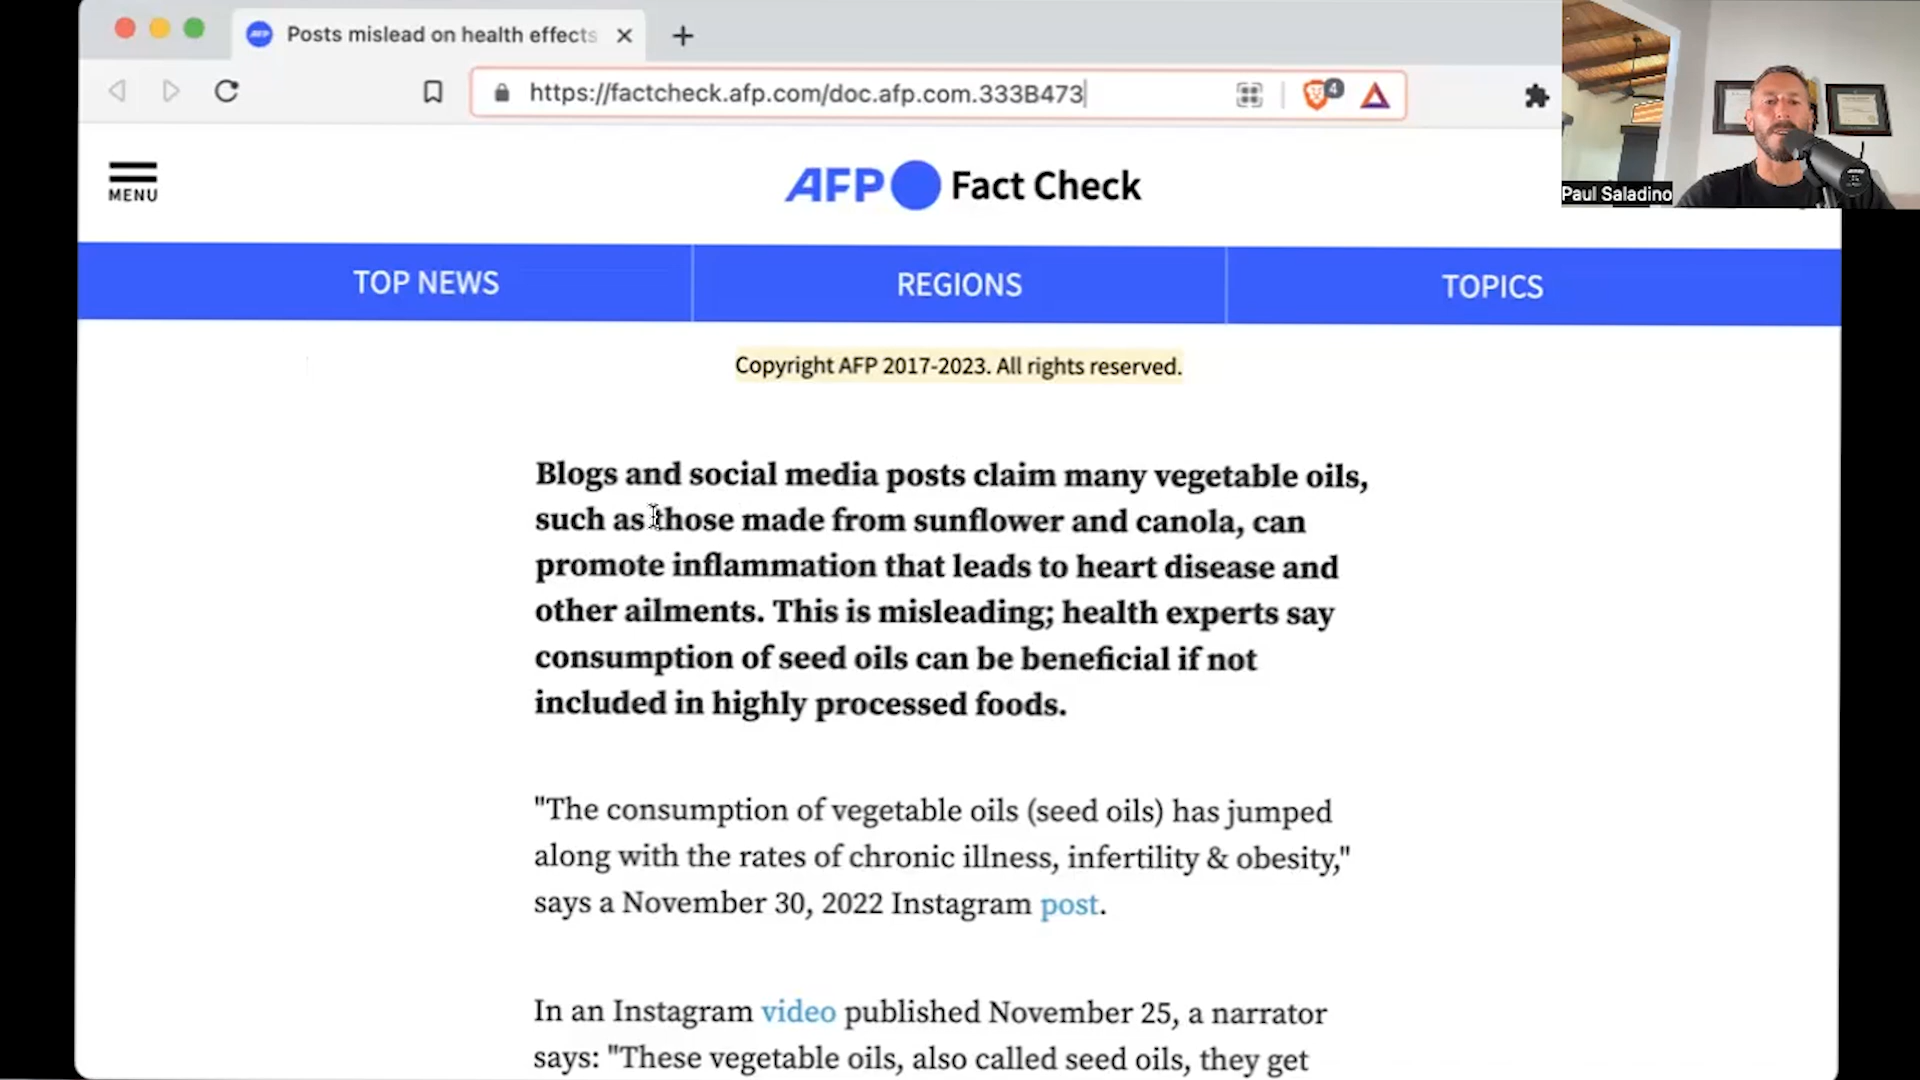 Posts mislead on health effects
https://factcheck.afp.com/doc.afp.com.333B473
4
Paul Saladino
MENU
AFP Fact Check
TOP NEWS
REGIONS
TOPICS
Copyright AFP 2017-2023. All rights reserved.
Blogs and social media posts claim many vegetable oils,
such as those made from sunflower and canola, can
promote inflammation that leads to heart disease and
other ailments. This is misleading; health experts say
consumption of seed oils can be beneficial if not
included in highly processed foods.
"The consumption of vegetable oils (seed oils) has jumped
along with the rates of chronic illness, infertility & obesity,"
says a November 30, 2022 Instagram post.
In an Instagram video published November 25, a narrator
says: "These vegetable oils, also called seed oils, they get